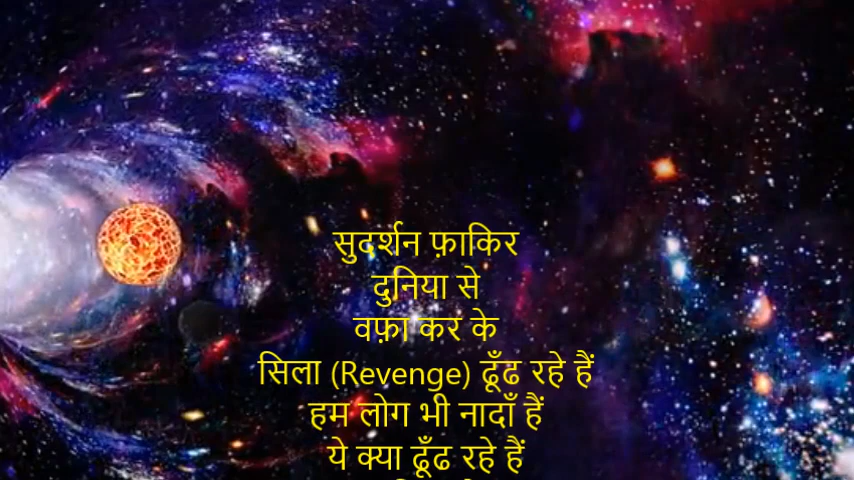 सुदर्शन फ़ाकिर
दुनिया से
वफ़ा कर के
सिला (Revenge) ढूँढ रहे हैं
हम लोग भी नादाँ हैं
ये क्या ढूँढ रहे हैं